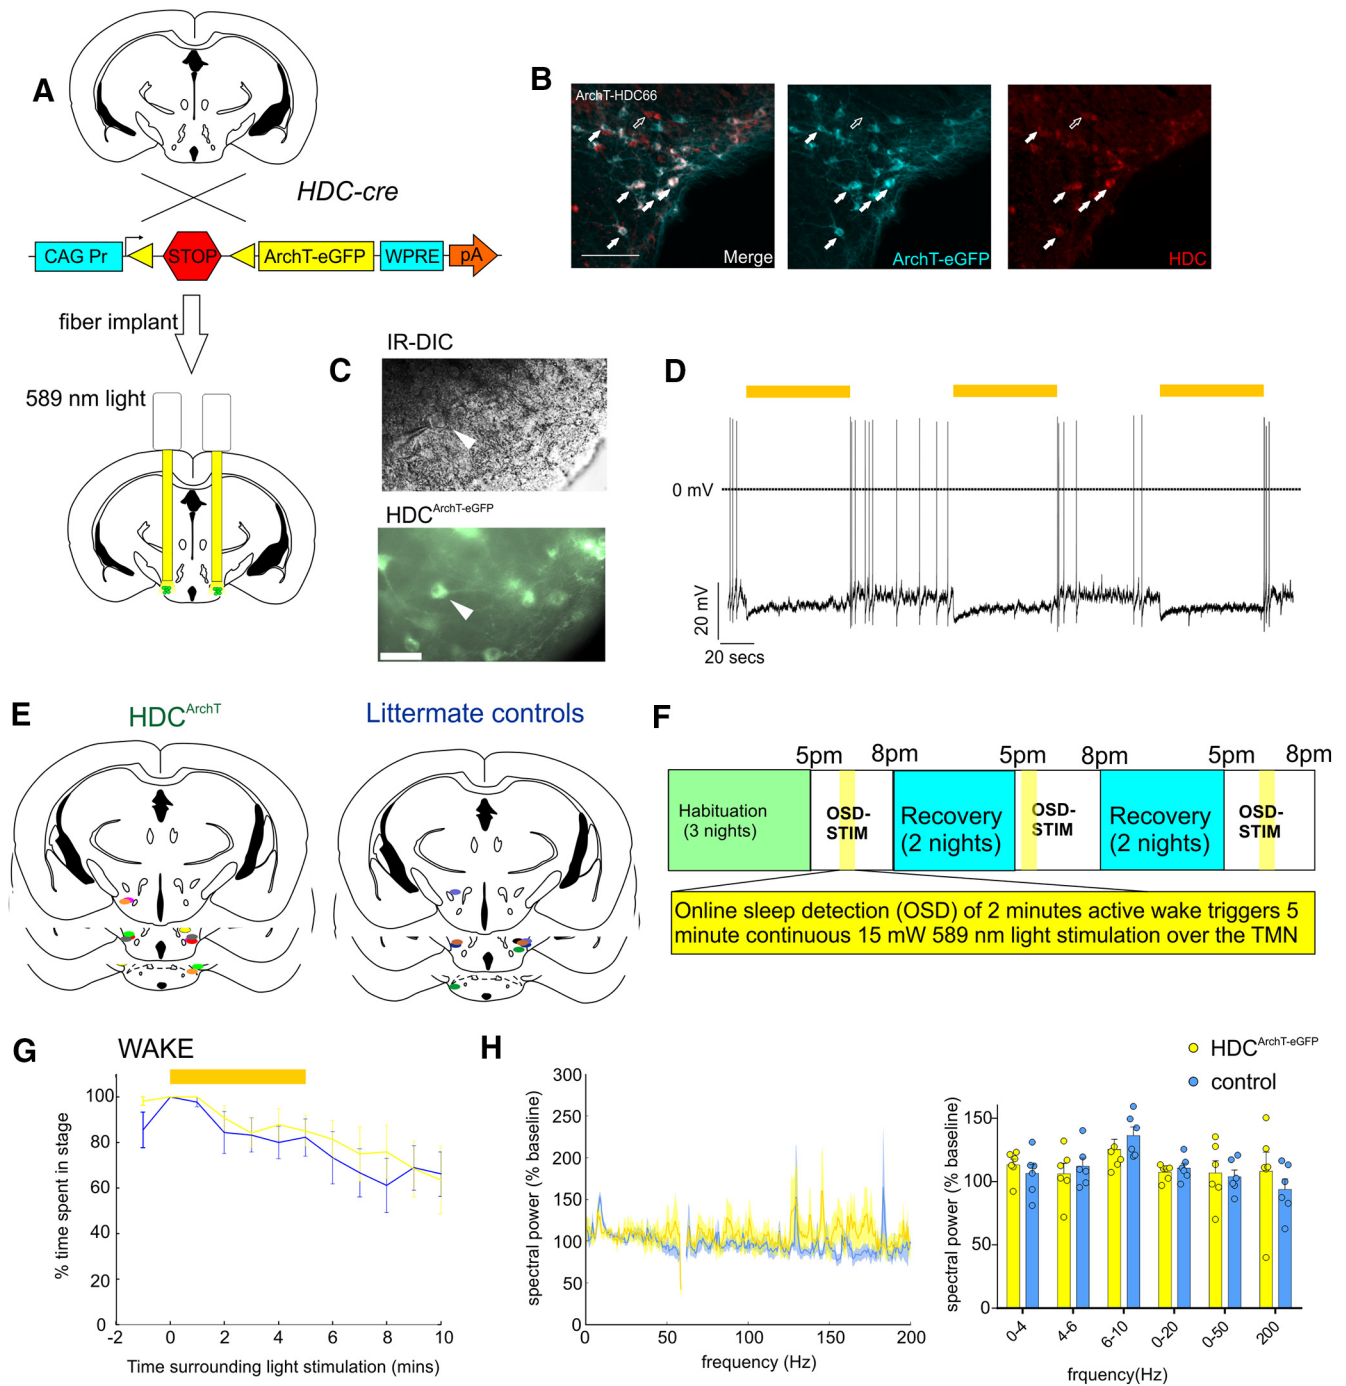 A
HDC-cre
CAG Pr
STOP
ArchT-eGFP
WPRE
pA
fiber implant
589 nm light
B
ArchT-HDC66
Merge
ArchT-eGFP
HDC
C
IR-DIC
HDCArchT-eGFP
D
0 mV
20 mV
20 secs
E
HDCArchT
Littermate controls
F
5pm 8pm 5pm 8pm 5pm 8pm
Habituation
(3 nights)
OSD-
STIM
Recovery
(2 nights)
OSD-
STIM
Recovery
(2 nights)
OSD-
STIM
Online sleep detection (OSD) of 2 minutes active wake triggers 5
minute continuous 15 mW 589 nm light stimulation over the TMN
G
WAKE
% time spent in stage
100
80
60
40
20
0
-2 0 2 4 6 8 10
Time surrounding light stimulation (mins)
H
spectral power (% baseline)
300
250
200
150
100
50
0
0 50 100 150 200
frequency (Hz)
HDCArchT-eGFP
control
spectral power (% baseline)
150
100
50
0
0-4 4-6 6-10 0-20 0-50 200
frquency(Hz)